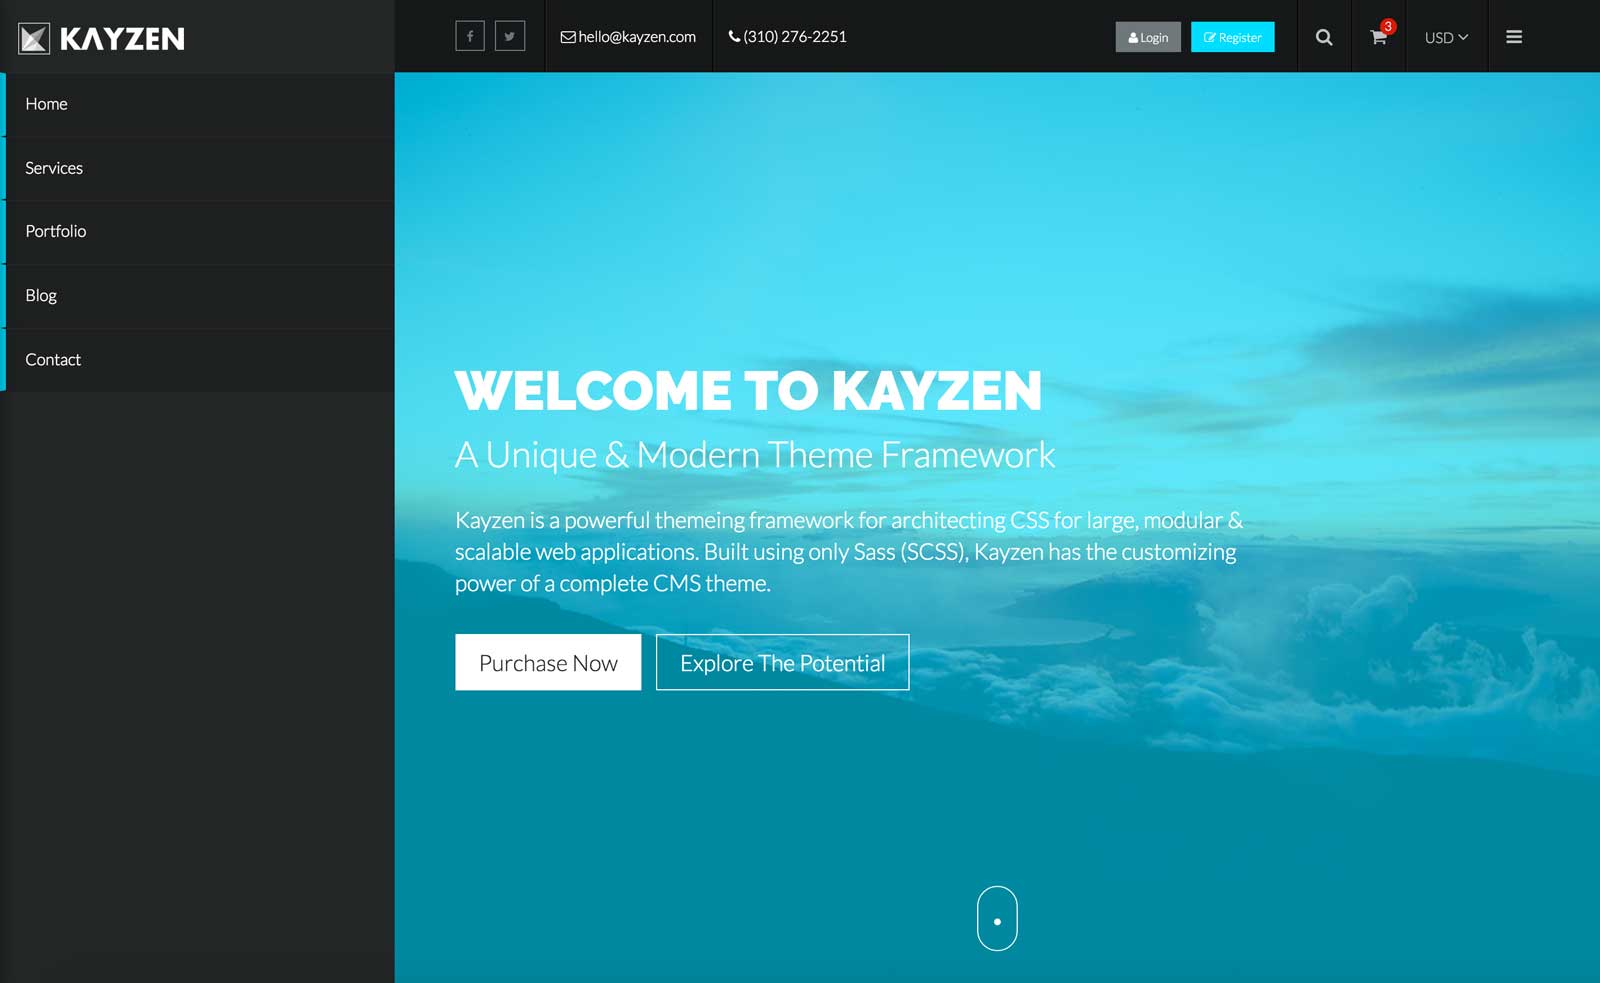 KAYZEN
hello@kayzen.com
(310) 276-2251
Login
Register
3
USD
Home
Services
Portfolio
Blog
Contact
WELCOME TO KAYZEN
A Unique & Modern Theme Framework
Kayzen is a powerful themeing framework for architecting CSS for large, modular &
scalable web applications. Built using only Sass (SCSS), Kayzen has the customizing
power of a complete CMS theme.
Purchase Now
Explore The Potential